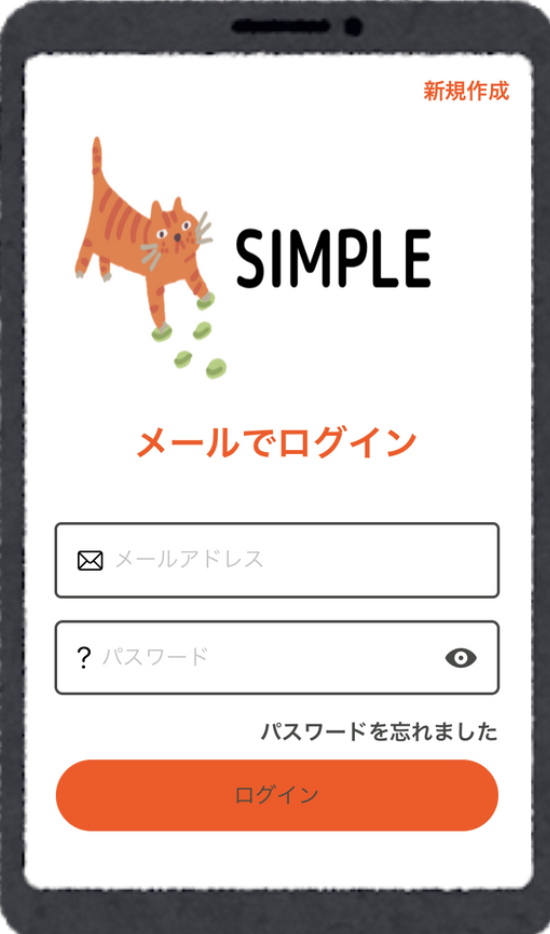 新規作成
SIMPLE
メールでログイン
メールアドレス
? パスワード
パスワードを忘れました
ログイン